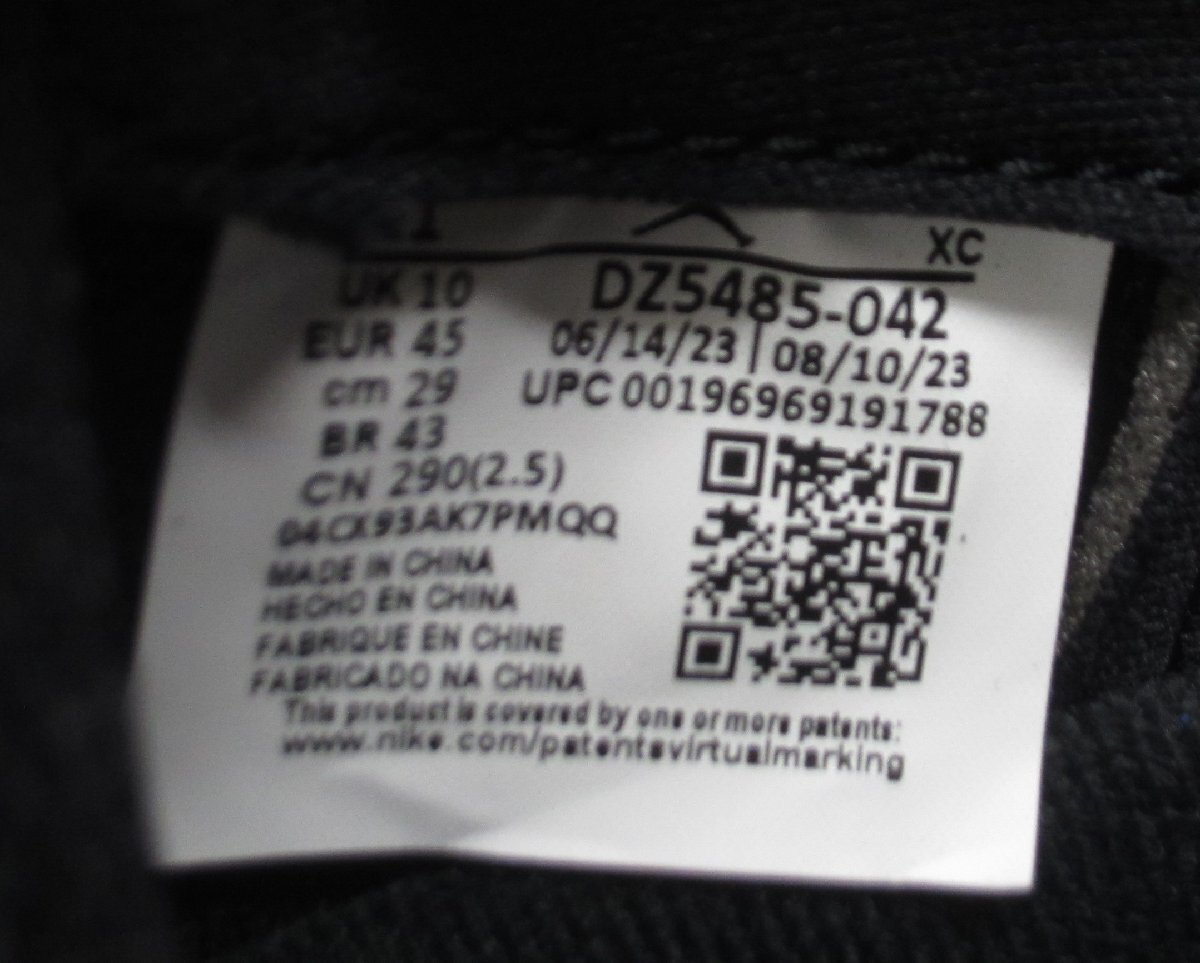 XC
UK 10
EUR 45
cm 29
BR 43
CN 290(2.5)
04CX93AK7PMQQ
MADE IN CHINA
HECHO EN CHINA
FABRIQUE EN CHINE
FABRICADO NA CHINA
DZ5485-042
06/14/23 | 08/10/23
UPC 00196969191788
This product is covered by one or more patents:
www.nike.com/patentsvirtualmarking